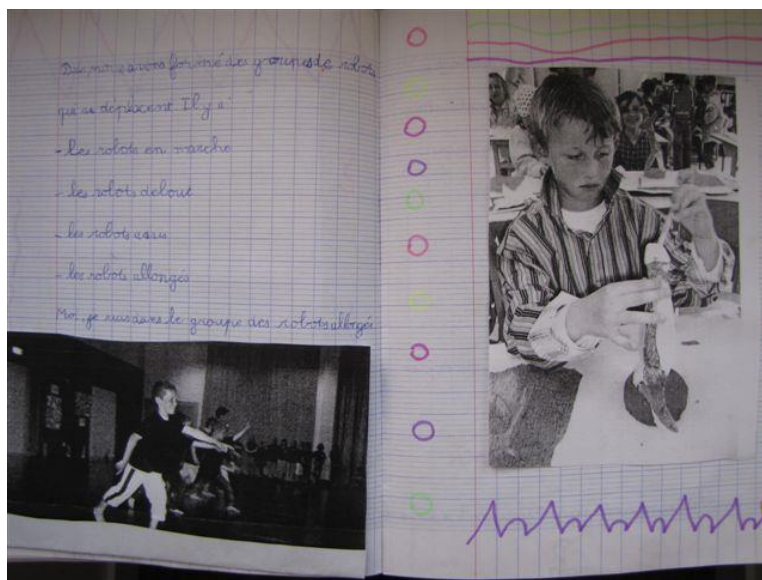 nous avons formé des groupes de robots
qui se déplacent Il y a
- les robots en marche
- les robots debout
- les robots assis
- les robots allongés
Moi, je suis dans le groupe des robots allongés